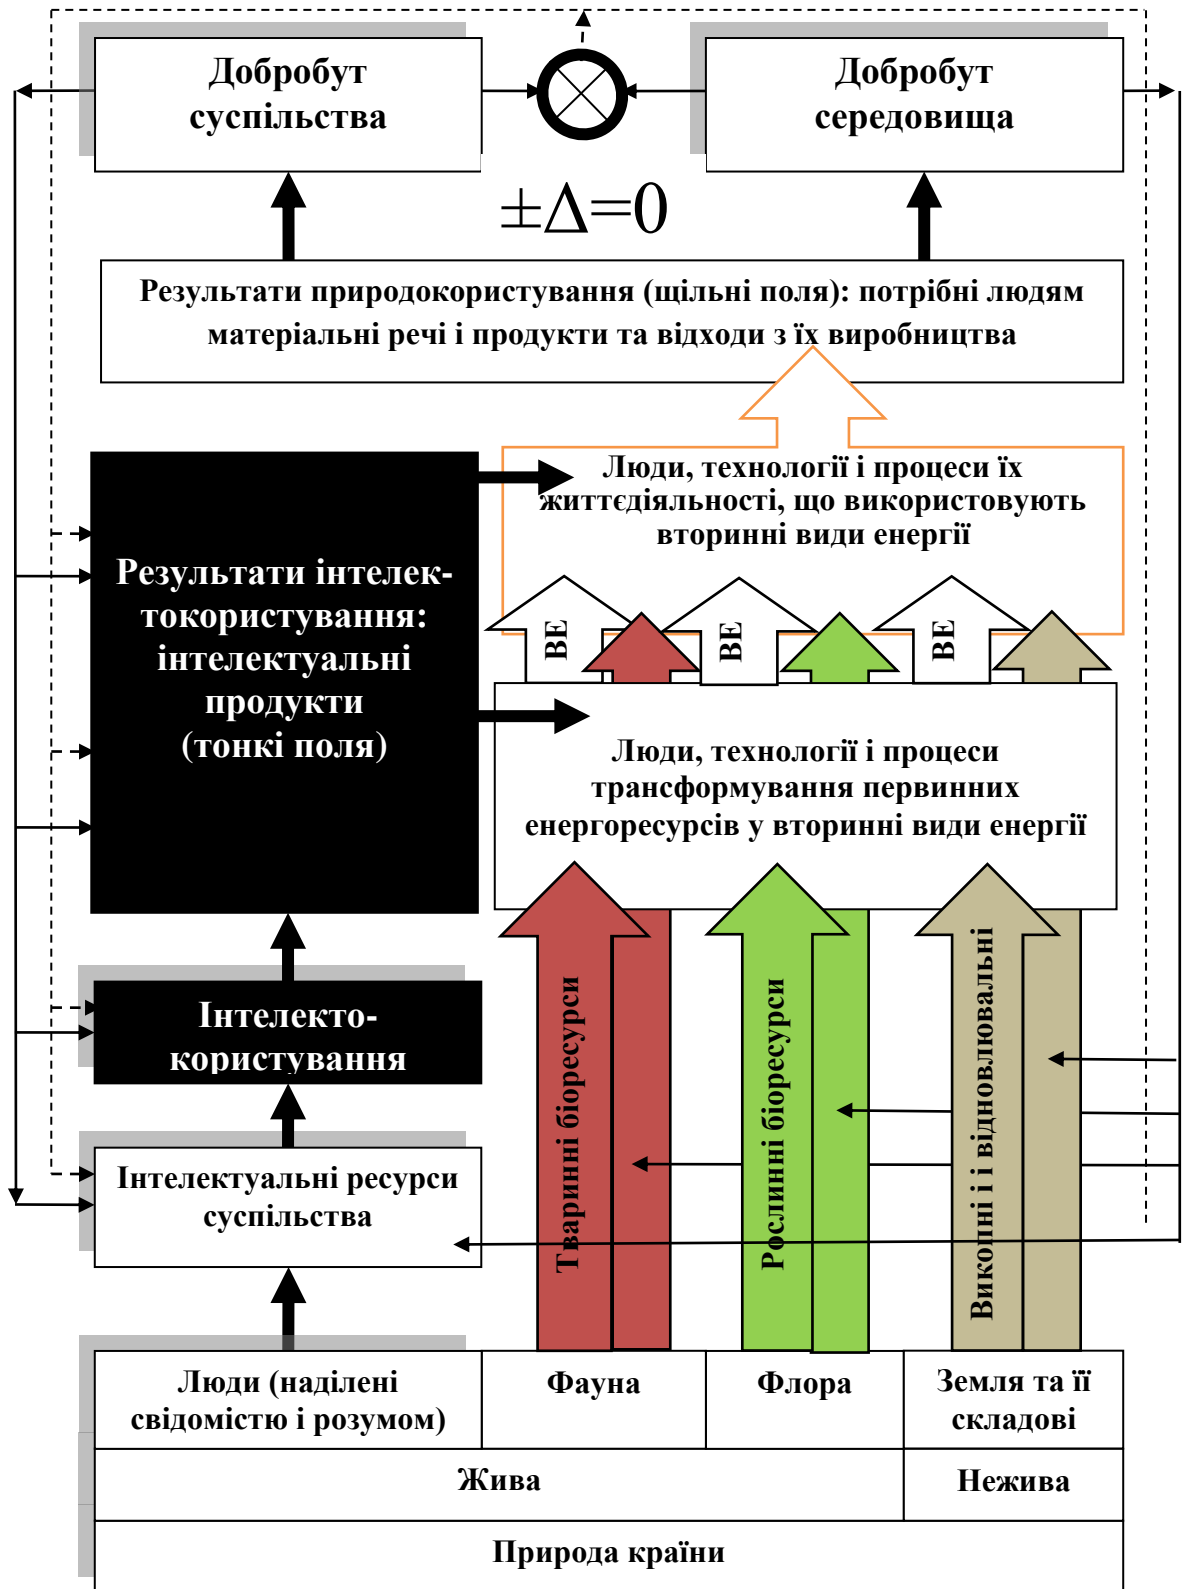 Добробут
суспільства
Добробут
середовища
±Δ=0
Результати природокористування (щільні поля): потрібні людям
матеріальні речі і продукти та відходи з їх виробництва
Люди, технології і процеси їх
життєдіяльності, що використовують
вторинні види енергії
Результати інтелек-
токористування:
інтелектуальні
продукти
(тонкі поля)
ВЕ
ВЕ
ВЕ
Люди, технології і процеси
трансформування первинних
енергоресурсів у вторинні види енергії
Інтелекто-
користування
Інтелектуальні ресурси
суспільства
Тваринні біоресурси
Рослинні біоресурси
Викопні і і відновлювальні
Люди (наділені
свідомістю і розумом)
Фауна
Флора
Земля та її
складові
Жива
Нежива
Природа країни